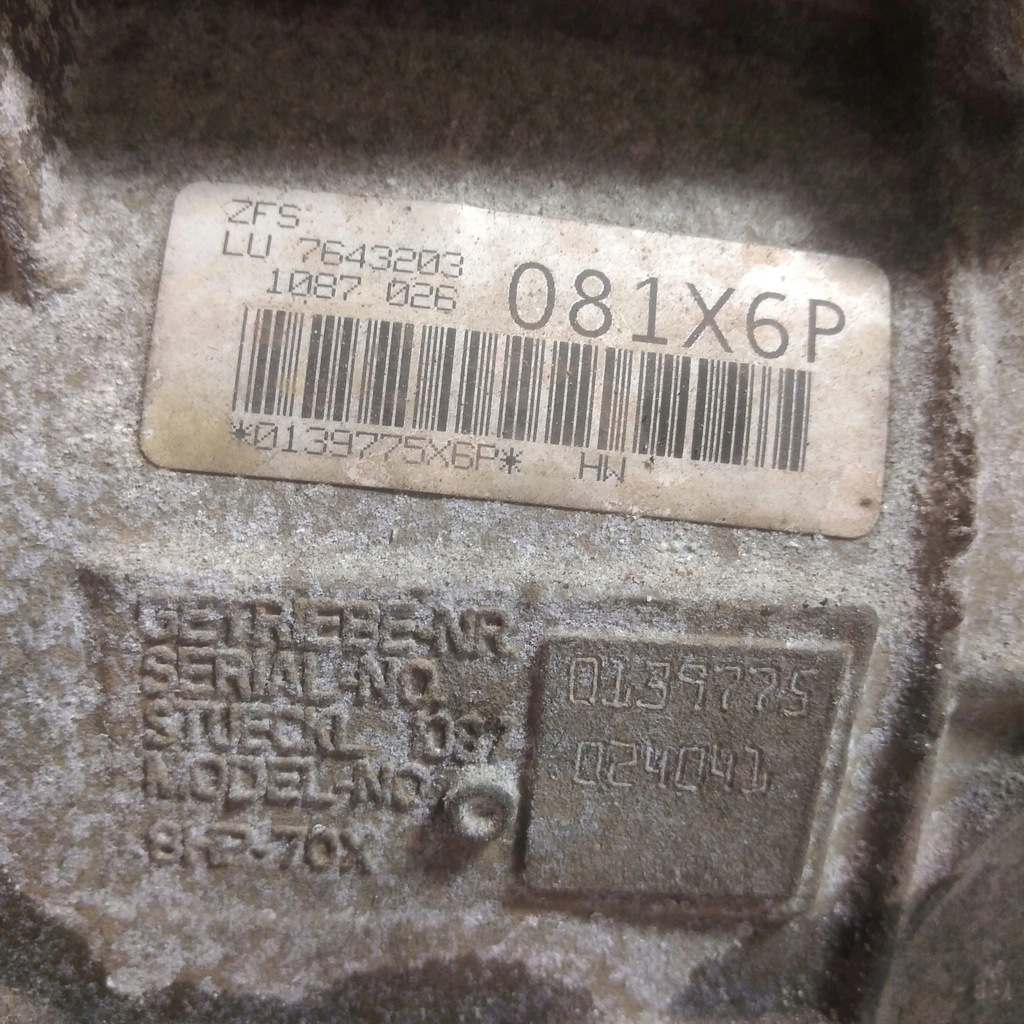 ZFS
LU 7643203
1087 026
081X6P
*0139775X6P* HW
GETRIEBE-NR.
SERIAL-NO.
STUECKL 1087
MODEL-NO.
8HP-70X
0139775
024041